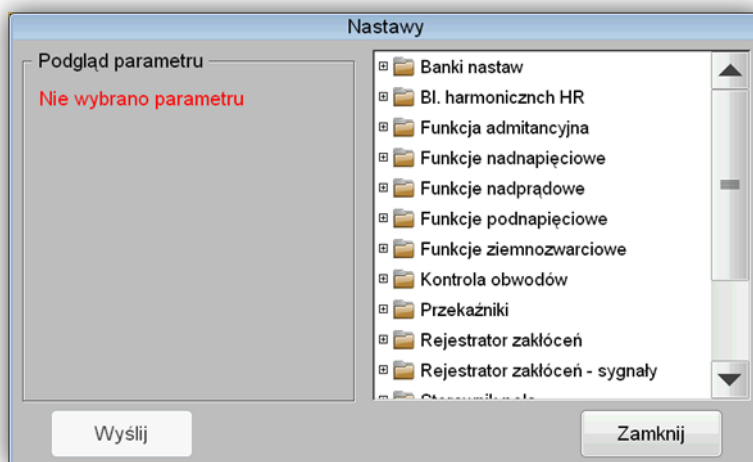 Nastawy
Podgląd parametru
Nie wybrano parametru
Banki nastaw
Bl. harmonicznch HR
Funkcja admitancyjna
Funkcje nadnapięciowe
Funkcje nadprądowe
Funkcje podnapięciowe
Funkcje ziemnozwarciowe
Kontrola obwodów
Przekaźniki
Rejestrator zakłóceń
Rejestrator zakłóceń - sygnały
Wyślij
Zamknij